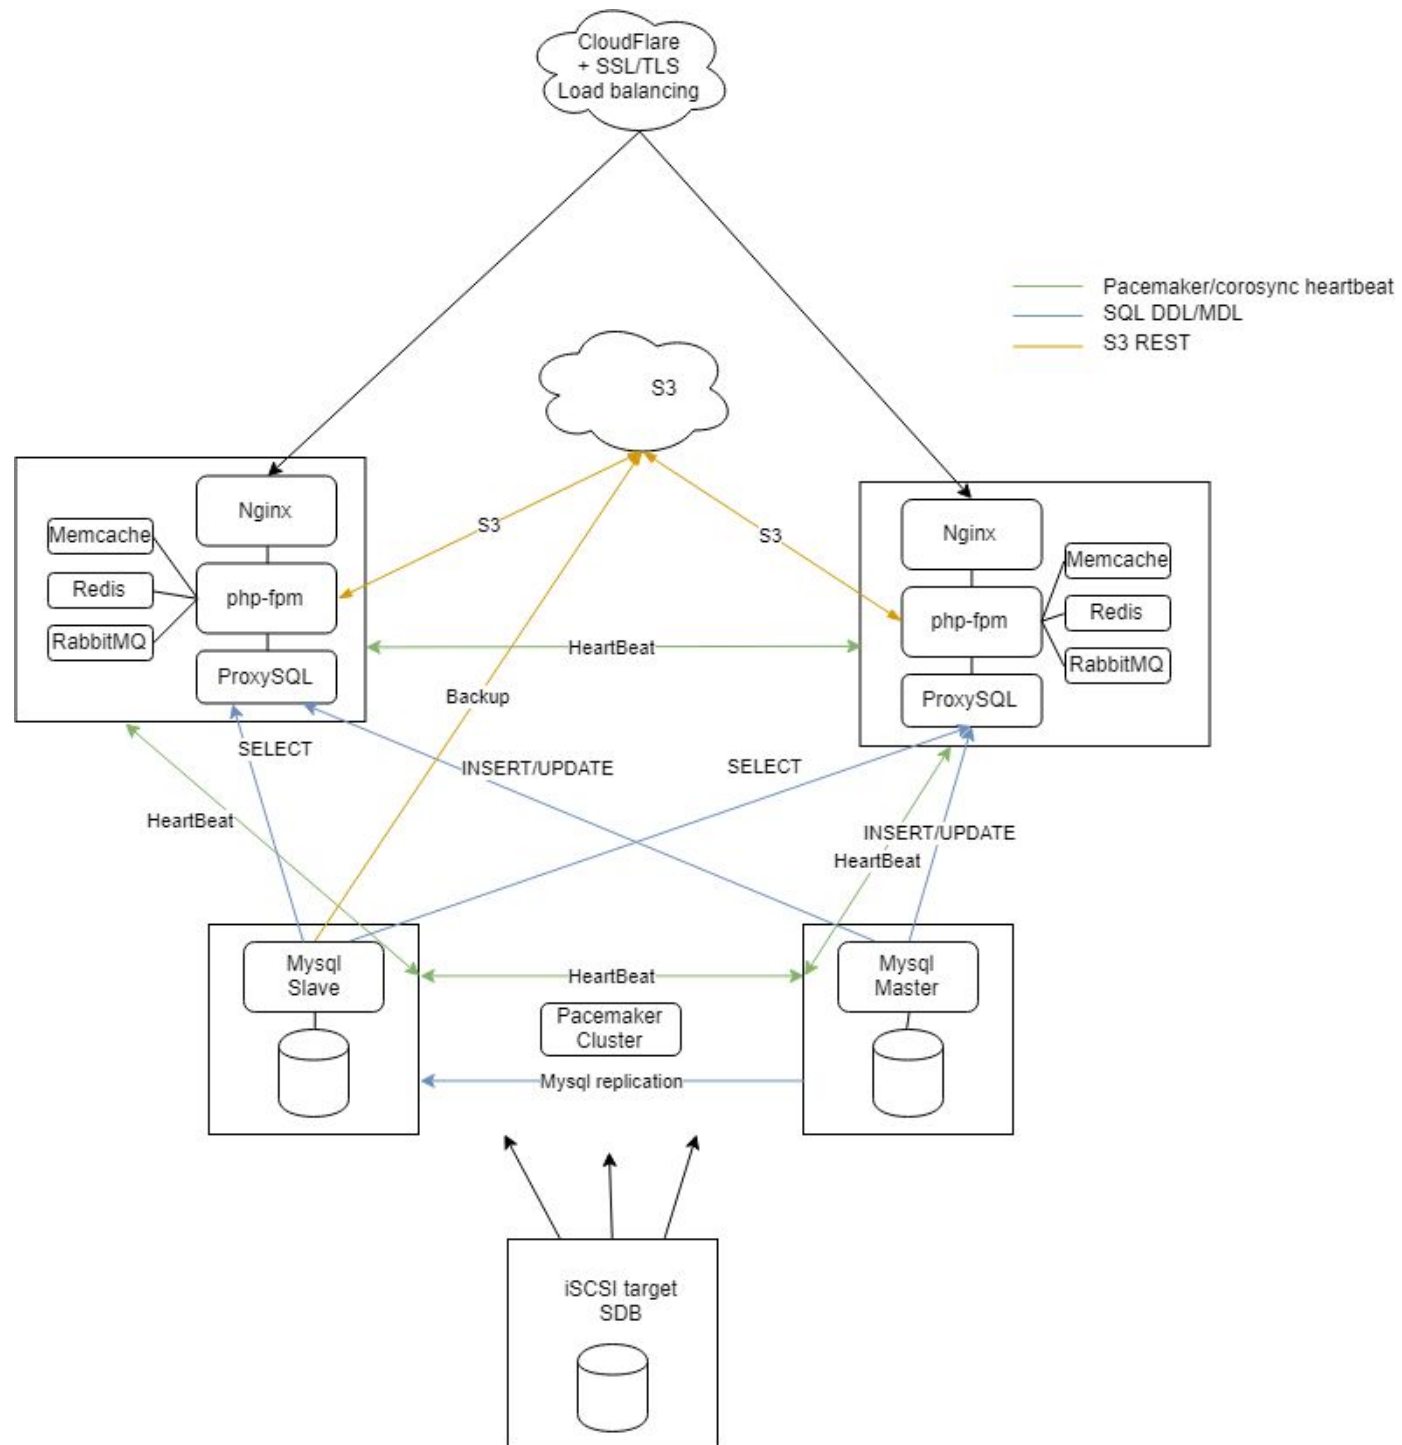 CloudFlare
+ SSL/TLS
Load balancing
Pacemaker/corosync heartbeat
SQL DDL/MDL
S3 REST
S3
Nginx
Memcache
Redis
RabbitMQ
php-fpm
ProxySQL
S3
S3
Nginx
php-fpm
ProxySQL
Memcache
Redis
RabbitMQ
HeartBeat
Backup
SELECT
INSERT/UPDATE
SELECT
HeartBeat
INSERT/UPDATE
HeartBeat
Mysql
Slave
HeartBeat
Mysql
Master
Pacemaker
Cluster
Mysql replication
iSCSI target
SDB